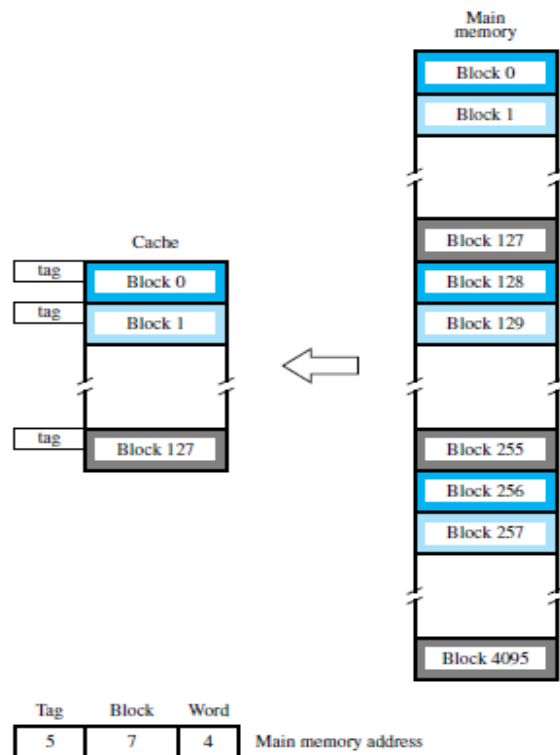 Main
memory
Block 0
Block 1
Block 127
Block 128
Block 129
Block 255
Block 256
Block 257
Block 4095
Cache
tag
Block 0
tag
Block 1
tag
Block 127
Tag Block Word
5 7 4 Main memory address